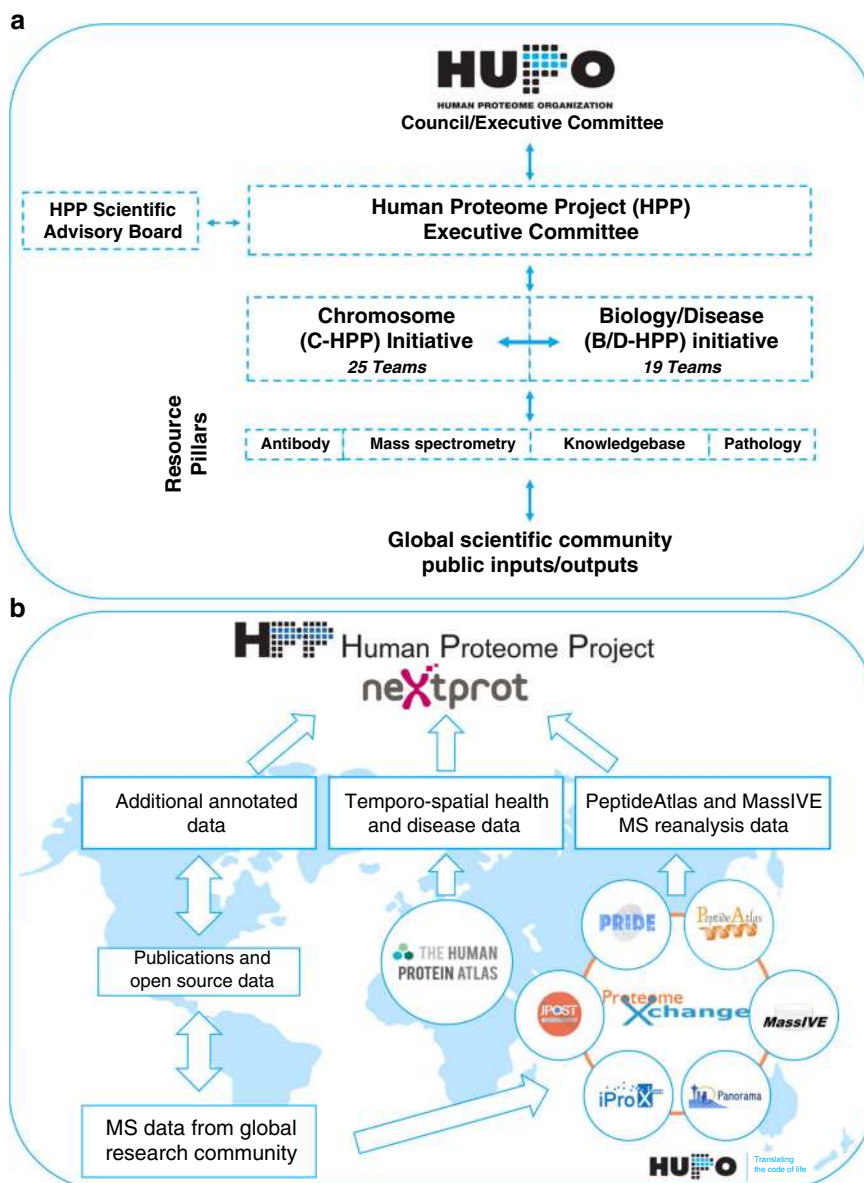 a
HUPO
HUMAN PROTEOME ORGANIZATION
Council/Executive Committee
HPP Scientific
Advisory Board
Human Proteome Project (HPP)
Executive Committee
Chromosome
(C-HPP) Initiative
25 Teams
Biology/Disease
(B/D-HPP) initiative
19 Teams
Resource
Pillars
Antibody
Mass spectrometry
Knowledgebase
Pathology
Global scientific community
public inputs/outputs
b
HPP Human Proteome Project
neXtprot
Additional annotated
data
Temporo-spatial health
and disease data
PeptideAtlas and MassIVE
MS reanalysis data
Publications and
open source data
THE HUMAN
PROTEIN ATLAS
PRIDE
PeptideAtlas
JPOST
Proteome
Xchange
MassIVE
iProX
Panorama
MS data from global
research community
HUPO
Translating
the code of life